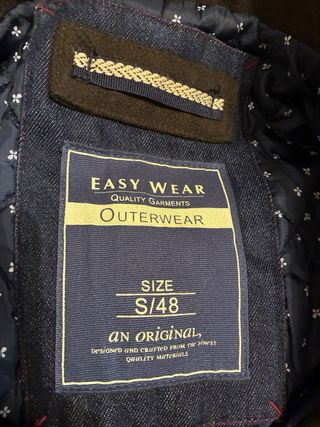 EASY WEAR
QUALITY GARMENTS
OUTERWEAR
SIZE
S/48
an ORIGINAL,
DESIGNED AND CRAFTED FROM THE FINEST
QUALITY MATERIALS